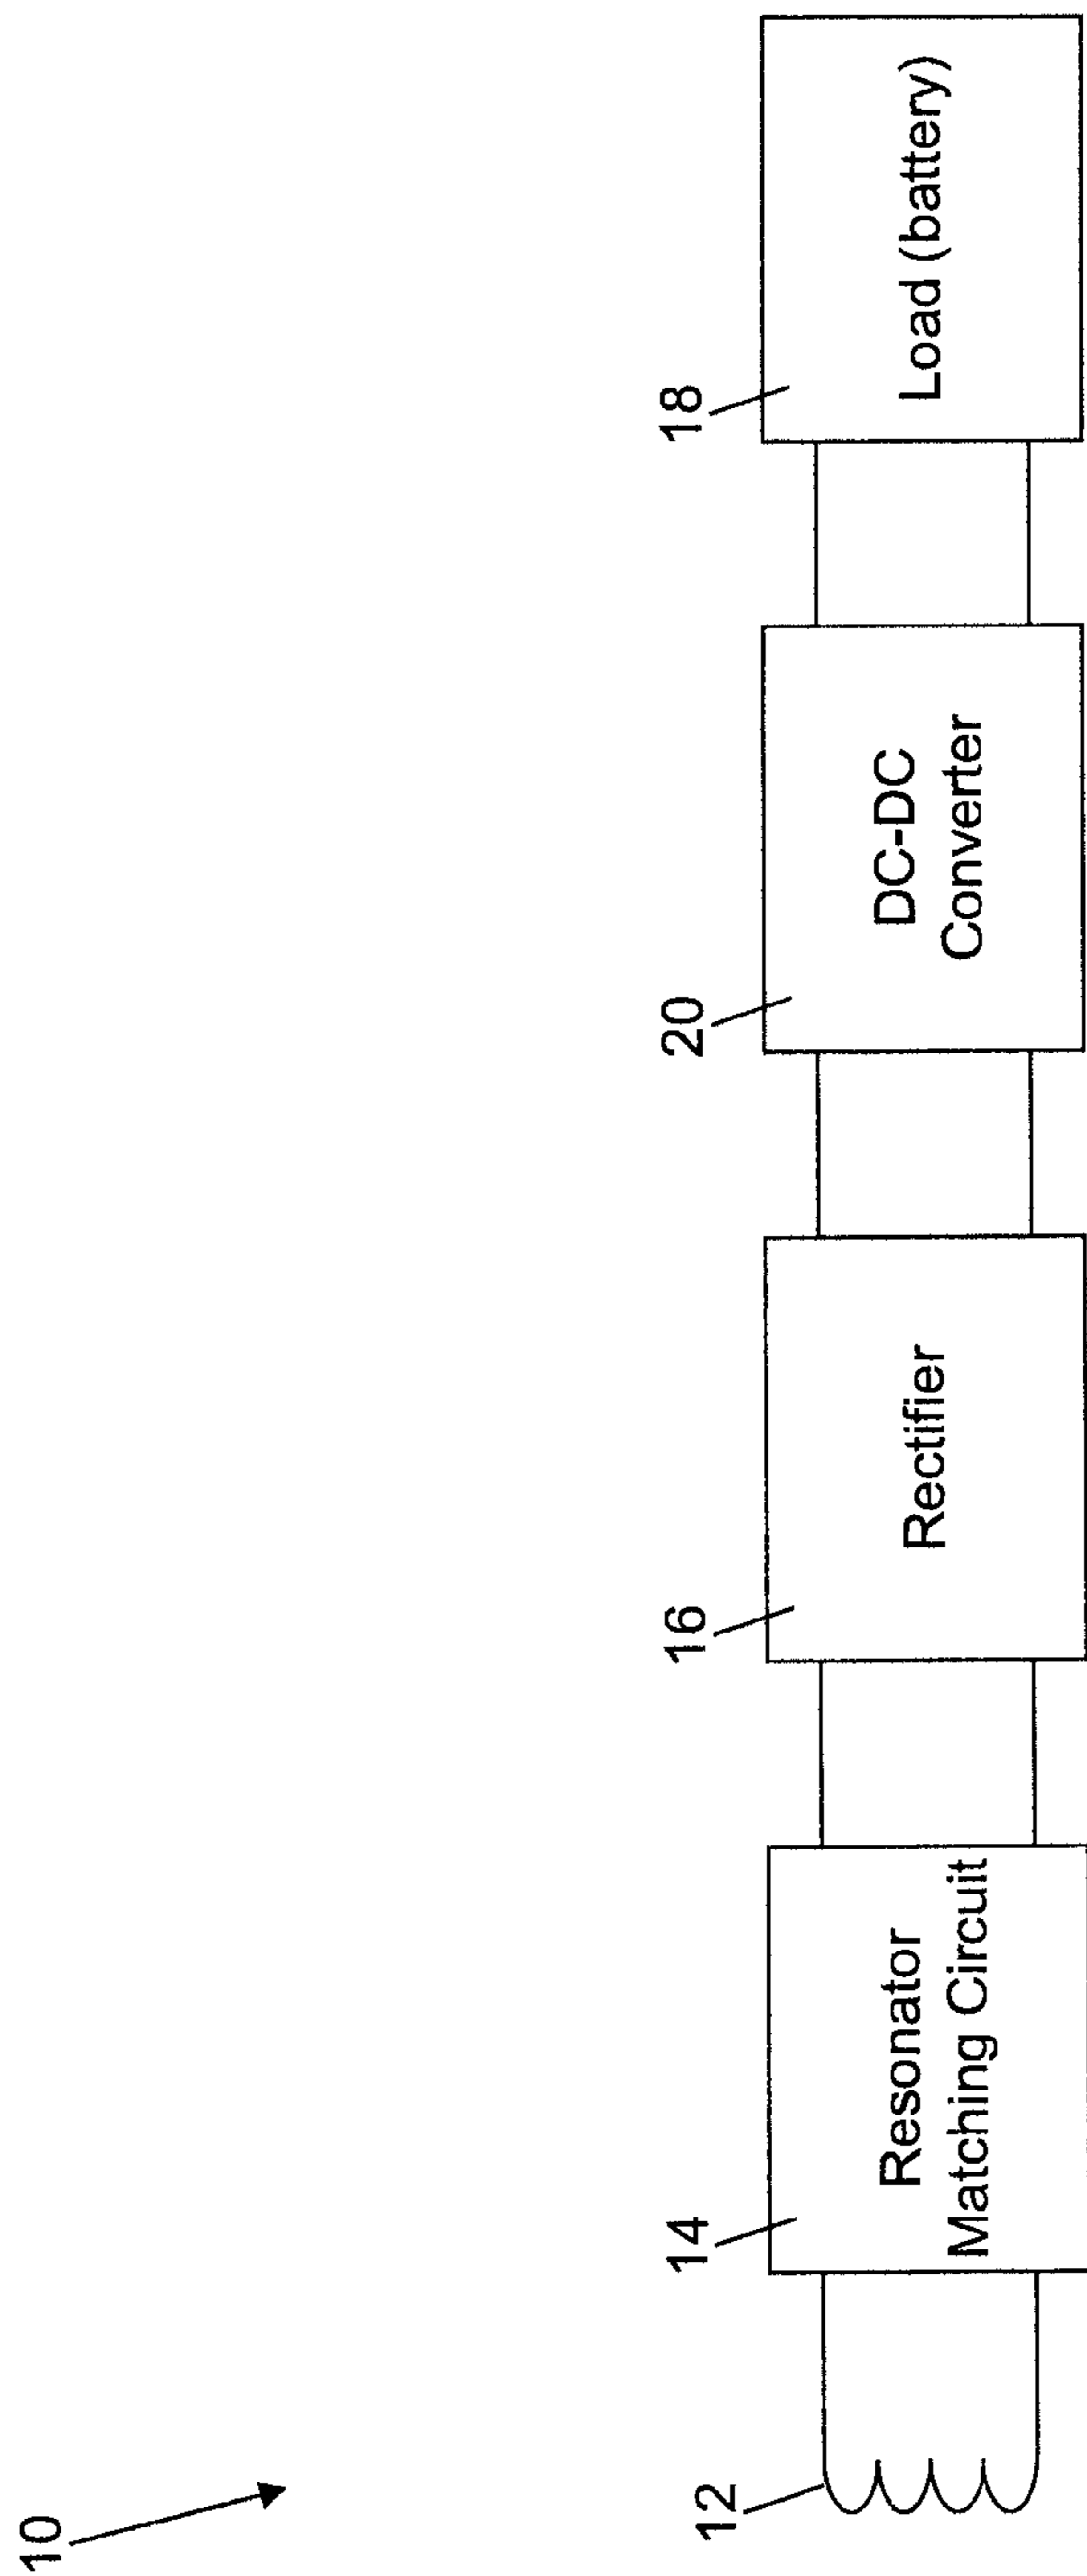 10
12
14
Resonator
Matching Circuit
16
Rectifier
20
DC-DC
Converter
18
Load (battery)